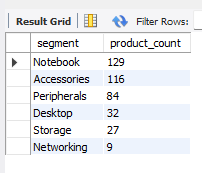 Result Grid Filter Rows:
segment product_count
Notebook 129
Accessories 116
Peripherals 84
Desktop 32
Storage 27
Networking 9